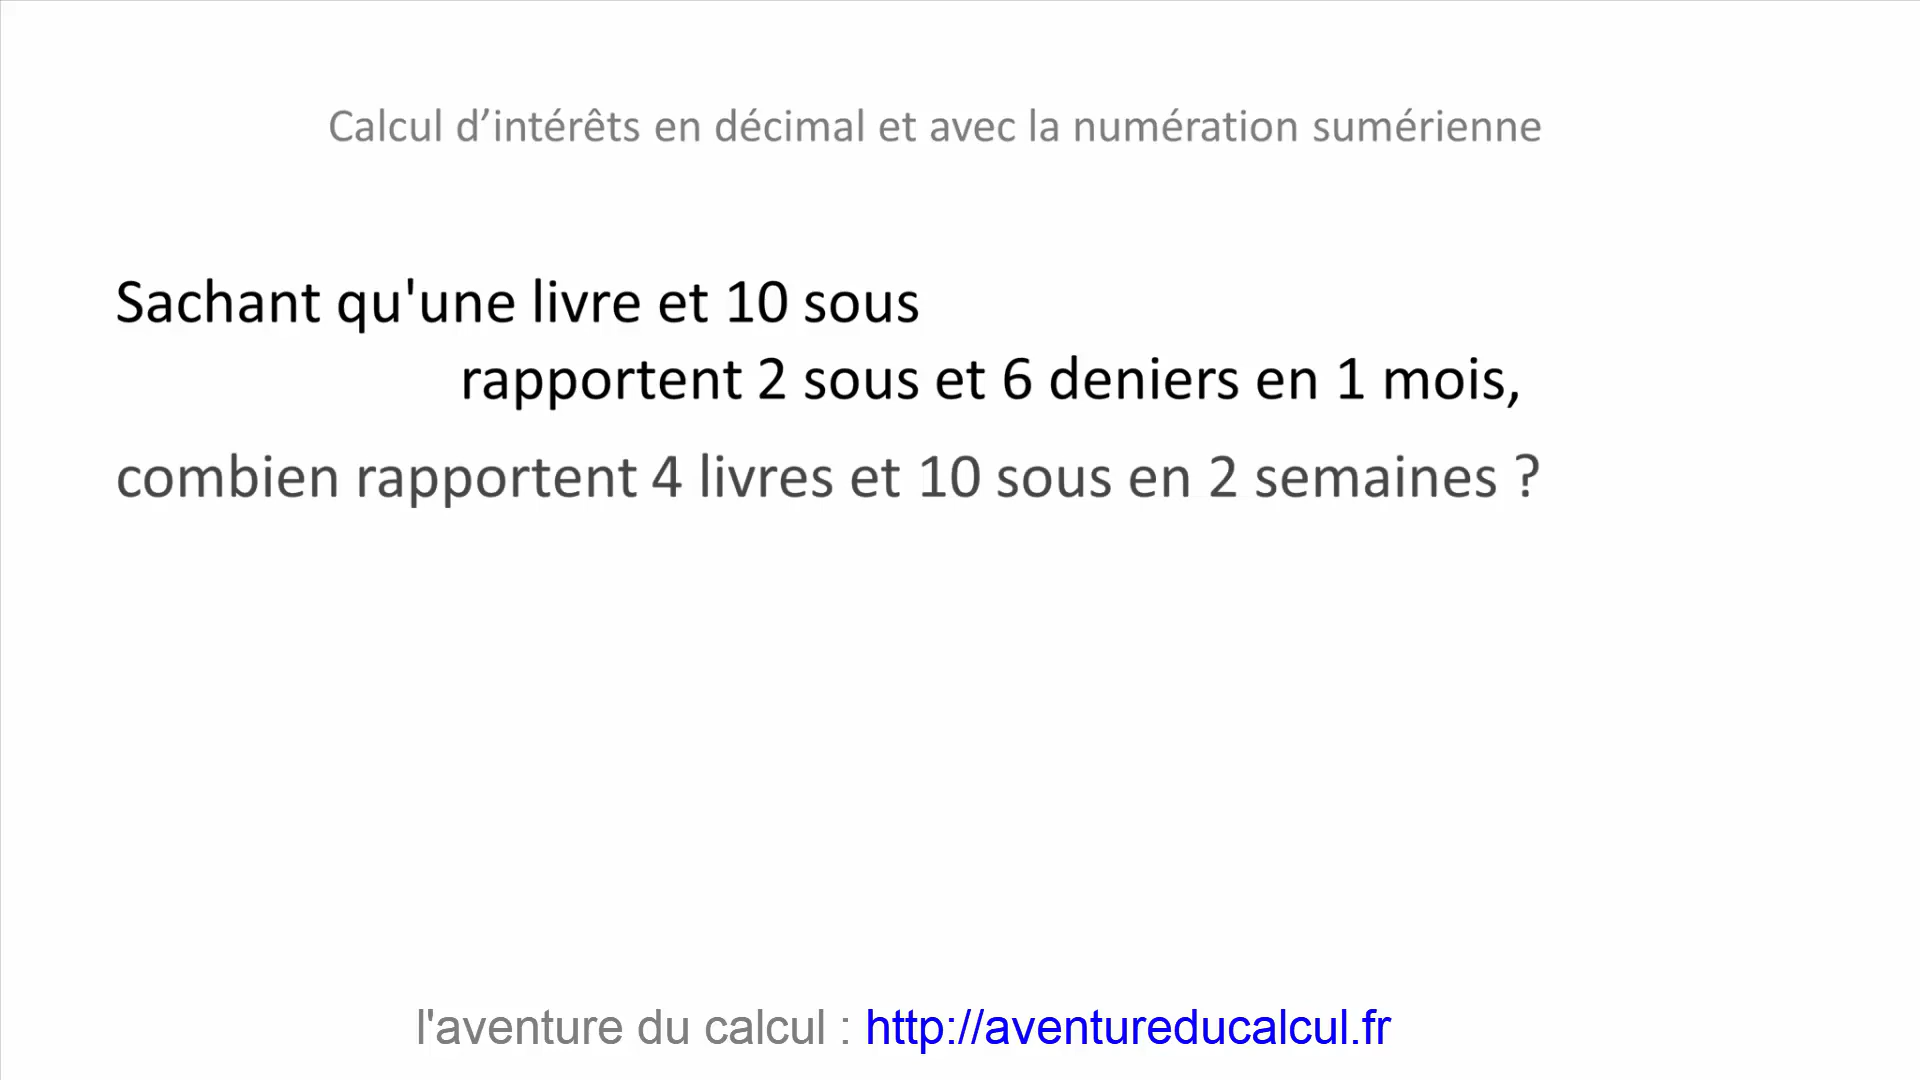 Calcul d’intérêts en décimal et avec la numération sumérienne
Sachant qu'une livre et 10 sous
rapportent 2 sous et 6 deniers en 1 mois,
combien rapportent 4 livres et 10 sous en 2 semaines ?
l'aventure du calcul : http://aventureducalcul.fr